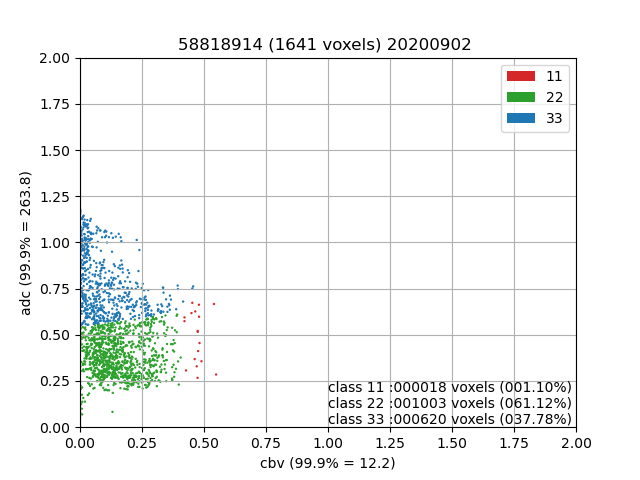 58818914 (1641 voxels) 20200902
2.00
1.75
1.50
1.25
1.00
0.75
0.50
0.25
0.00
adc (99.9% = 263.8)
11
22
33
class 11 :000018 voxels (001.10%)
class 22 :001003 voxels (061.12%)
class 33 :000620 voxels (037.78%)
0.00 0.25 0.50 0.75 1.00 1.25 1.50 1.75 2.00
cbv (99.9% = 12.2)